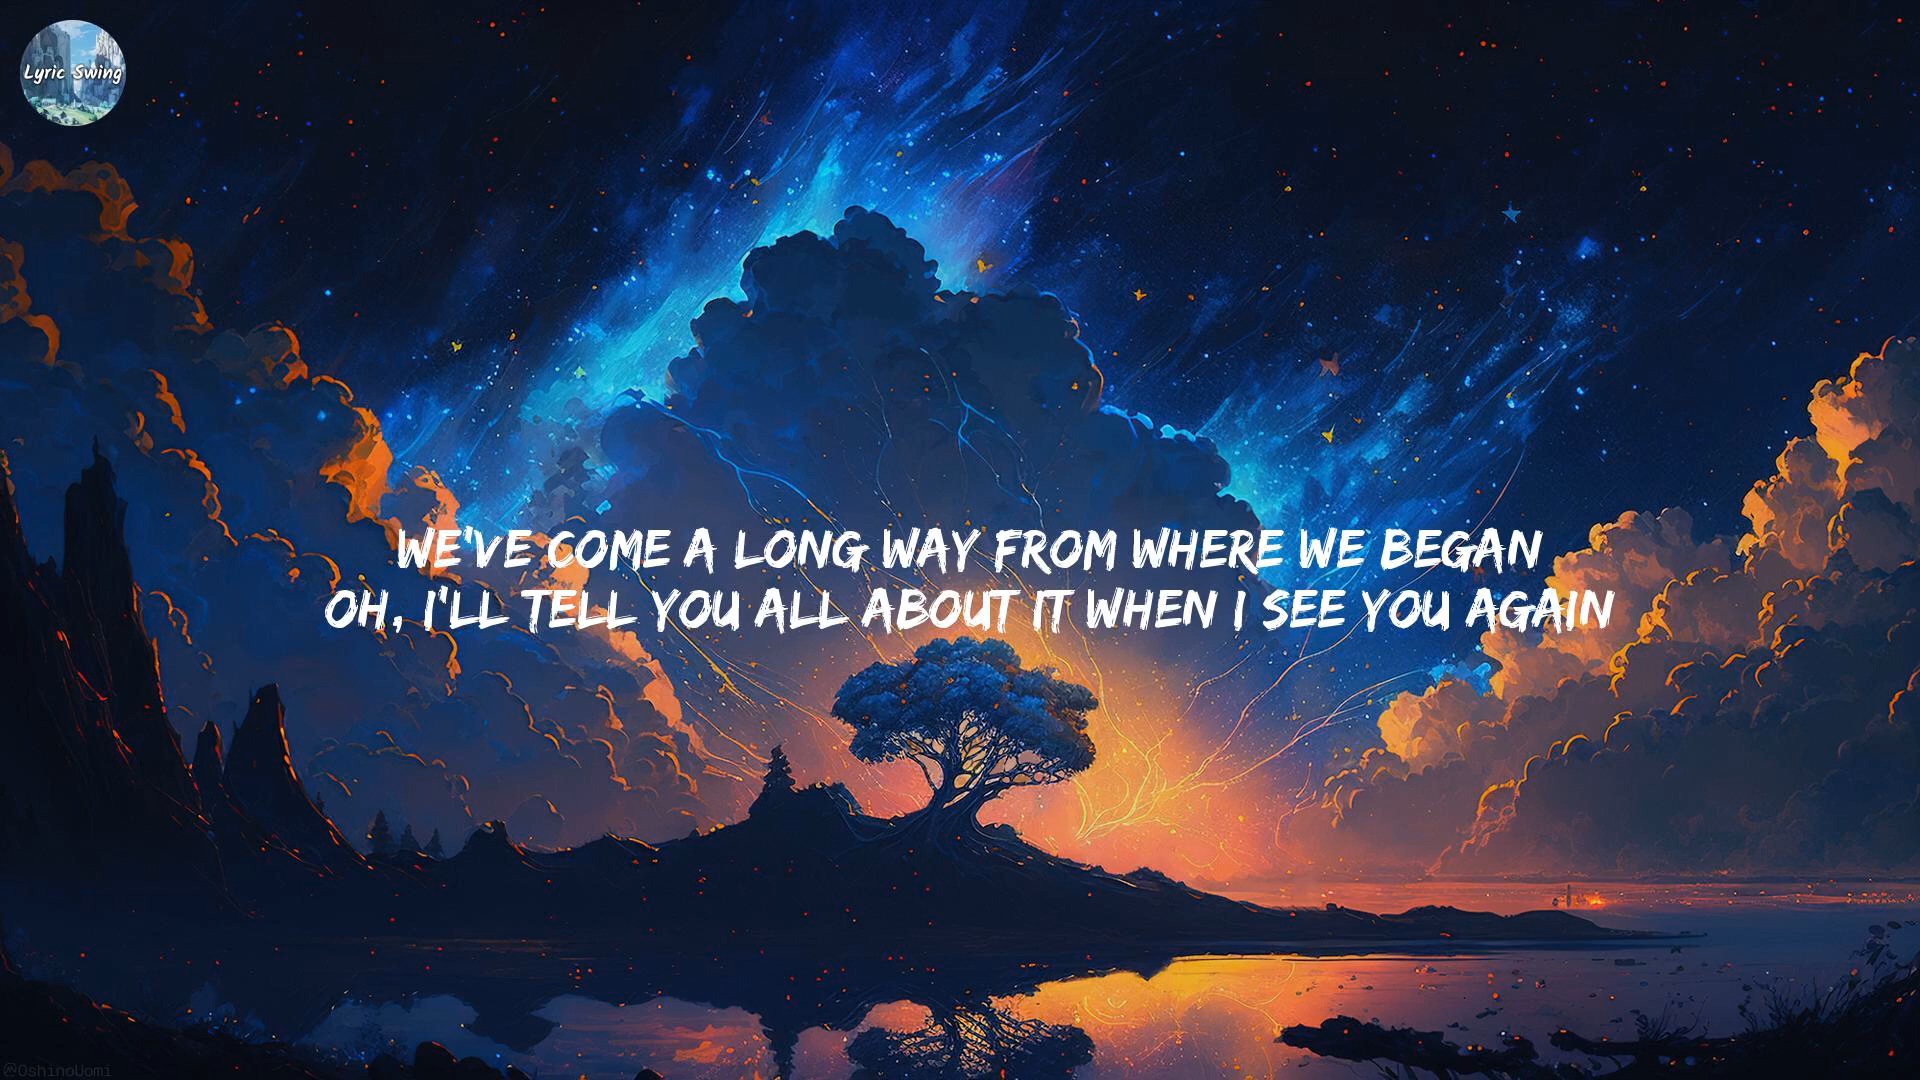 Lyric Swing
WE'VE COME A LONG WAY FROM WHERE WE BEGAN
OH, I'LL TELL YOU ALL ABOUT IT WHEN I SEE YOU AGAIN
@OshinoUomi